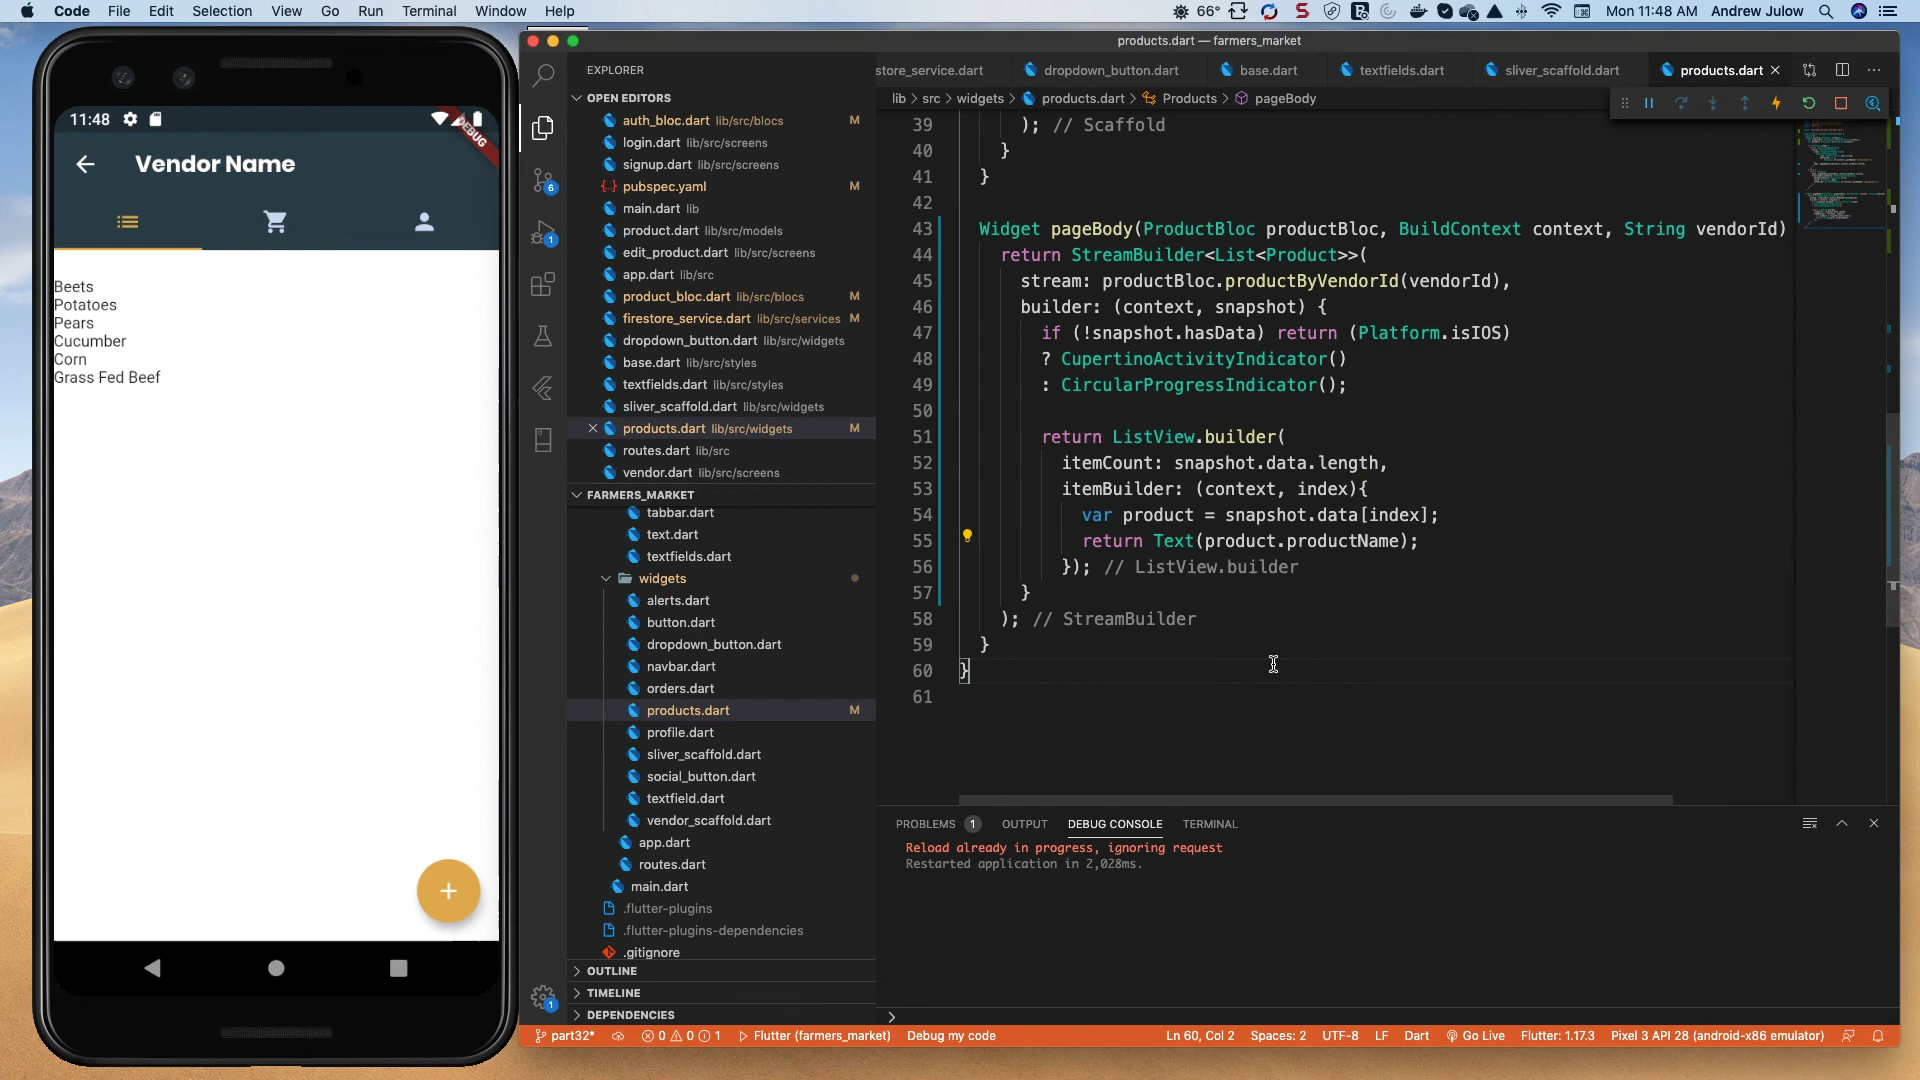 Code File Edit Selection View Go Run Terminal Window Help
66° Mon 11:48 AM Andrew Julow
products.dart — farmers_market
11:48
DEBUG
Vendor Name
Beets
Potatoes
Pears
Cucumber
Corn
Grass Fed Beef
+
EXPLORER
OPEN EDITORS
auth_bloc.dart lib/src/blocs M
login.dart lib/src/screens
signup.dart lib/src/screens
pubspec.yaml M
main.dart lib
product.dart lib/src/models
edit_product.dart lib/src/screens
app.dart lib/src
product_bloc.dart lib/src/blocs M
firestore_service.dart lib/src/services M
dropdown_button.dart lib/src/widgets
base.dart lib/src/styles
textfields.dart lib/src/styles
sliver_scaffold.dart lib/src/widgets
products.dart lib/src/widgets M
routes.dart lib/src
vendor.dart lib/src/screens
FARMERS_MARKET
tabbar.dart
text.dart
textfields.dart
widgets
alerts.dart
button.dart
dropdown_button.dart
navbar.dart
orders.dart
products.dart M
profile.dart
sliver_scaffold.dart
social_button.dart
textfield.dart
vendor_scaffold.dart
app.dart
routes.dart
main.dart
.flutter-plugins
.flutter-plugins-dependencies
.gitignore
OUTLINE
TIMELINE
DEPENDENCIES
6
1
1
store_service.dart dropdown_button.dart base.dart textfields.dart sliver_scaffold.dart products.dart
lib > src > widgets > products.dart > Products > pageBody
39 ); // Scaffold
40 }
41 }
42
43 Widget pageBody(ProductBloc productBloc, BuildContext context, String vendorId)
44 return StreamBuilder<List<Product>>(
45 stream: productBloc.productByVendorId(vendorId),
46 builder: (context, snapshot) {
47 if (!snapshot.hasData) return (Platform.isIOS)
48 ? CupertinoActivityIndicator()
49 : CircularProgressIndicator();
50
51 return ListView.builder(
52 itemCount: snapshot.data.length,
53 itemBuilder: (context, index){
54 var product = snapshot.data[index];
55 return Text(product.productName);
56 }); // ListView.builder
57 }
58 ); // StreamBuilder
59 }
60 }
61
PROBLEMS 1 OUTPUT DEBUG CONSOLE TERMINAL
Reload already in progress, ignoring request
Restarted application in 2,028ms.
>
part32* 0 0 1 Flutter (farmers_market) Debug my code Ln 60, Col 2 Spaces: 2 UTF-8 LF Dart Go Live Flutter: 1.17.3 Pixel 3 API 28 (android-x86 emulator)